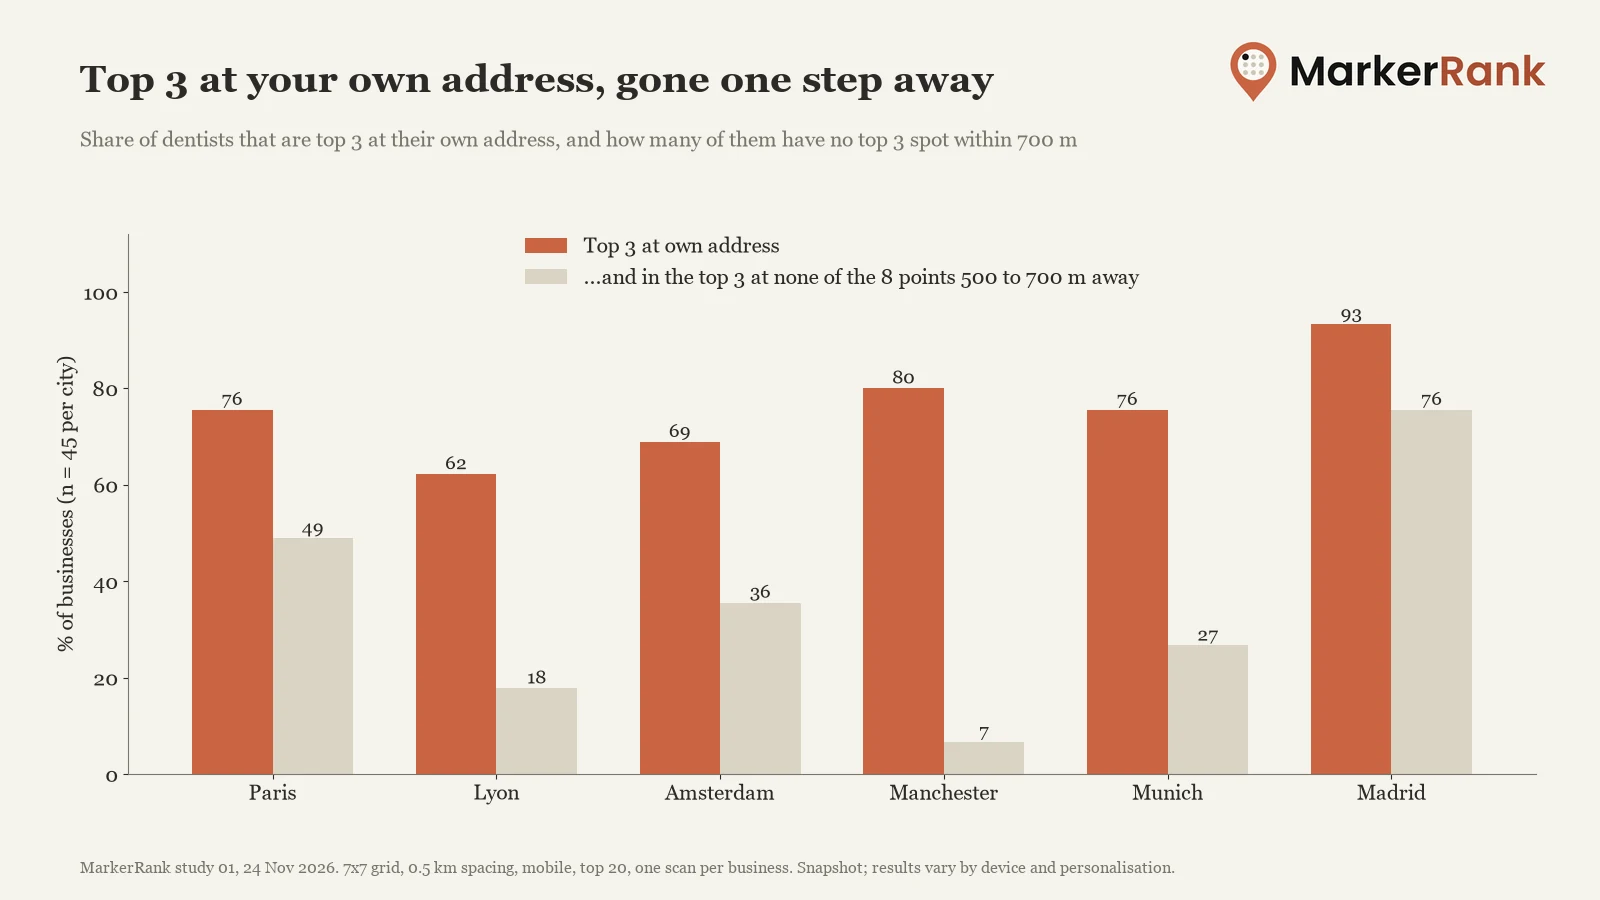 Top 3 at your own address, gone one step away
MarkerRank
Share of dentists that are top 3 at their own address, and how many of them have no top 3 spot within 700 m
Top 3 at own address
...and in the top 3 at none of the 8 points 500 to 700 m away
% of businesses (n = 45 per city)
100
80
60
40
20
0
76
49
62
18
69
36
80
7
76
27
93
76
Paris
Lyon
Amsterdam
Manchester
Munich
Madrid
MarkerRank study 01, 24 Nov 2026. 7x7 grid, 0.5 km spacing, mobile, top 20, one scan per business. Snapshot; results vary by device and personalisation.